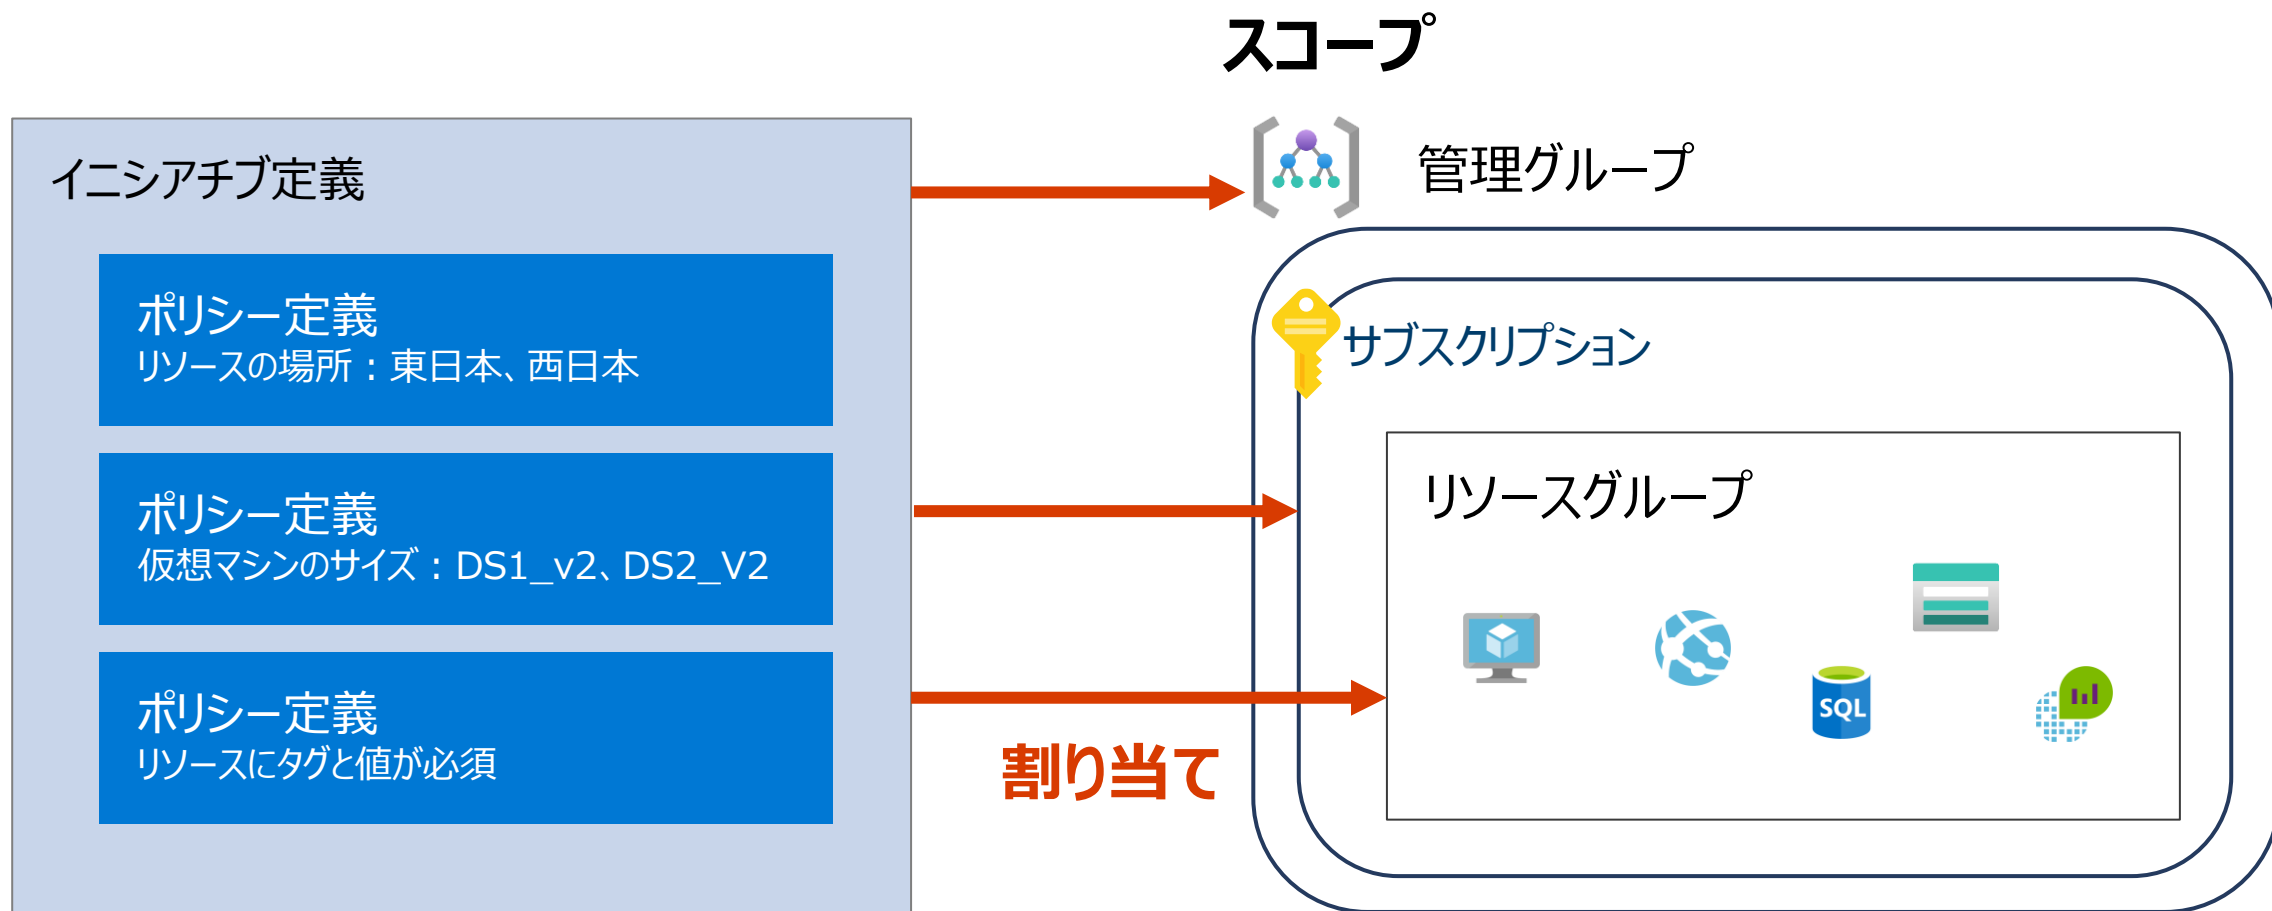 スコープ
イニシアチブ定義
管理グループ
ポリシー定義
リソースの場所：東日本、西日本
サブスクリプション
ポリシー定義
仮想マシンのサイズ：DS1_v2、DS2_V2
リソースグループ
SQL
ポリシー定義
リソースにタグと値が必須
割り当て